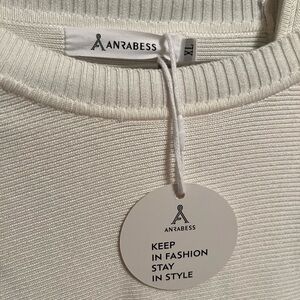 ANRABESS
XL
ANRABESS
KEEP
IN FASHION
STAY
IN STYLE